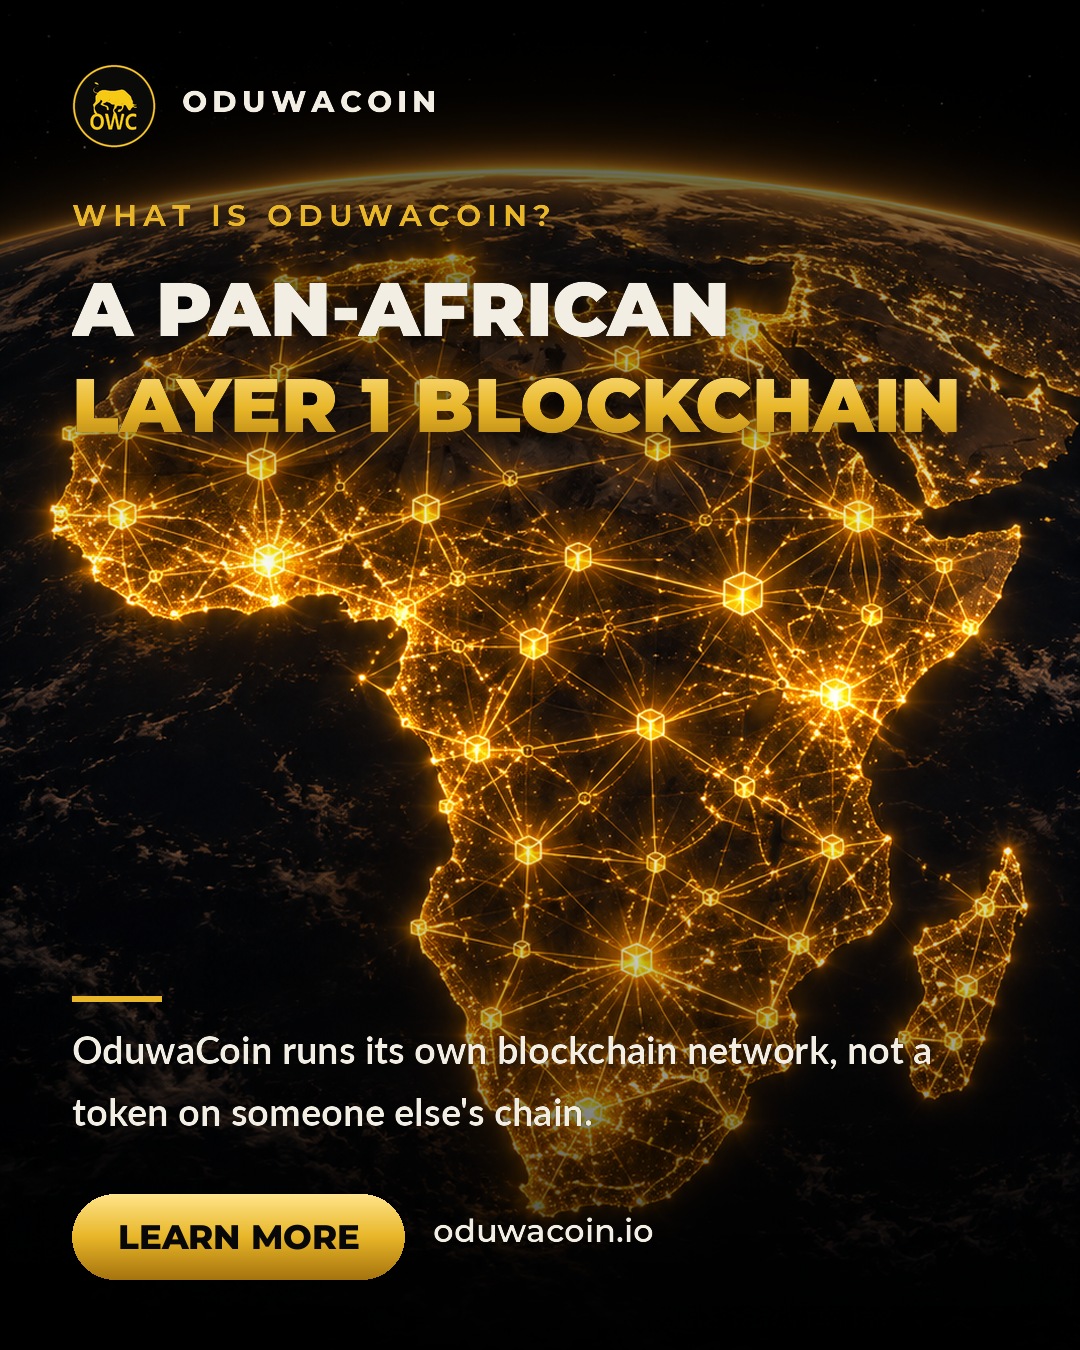 OWC
ODUWACOIN
WHAT IS ODUWACOIN?
A PAN-AFRICAN
LAYER 1 BLOCKCHAIN
OduwaCoin runs its own blockchain network, not a
token on someone else's chain.
LEARN MORE
oduwacoin.io